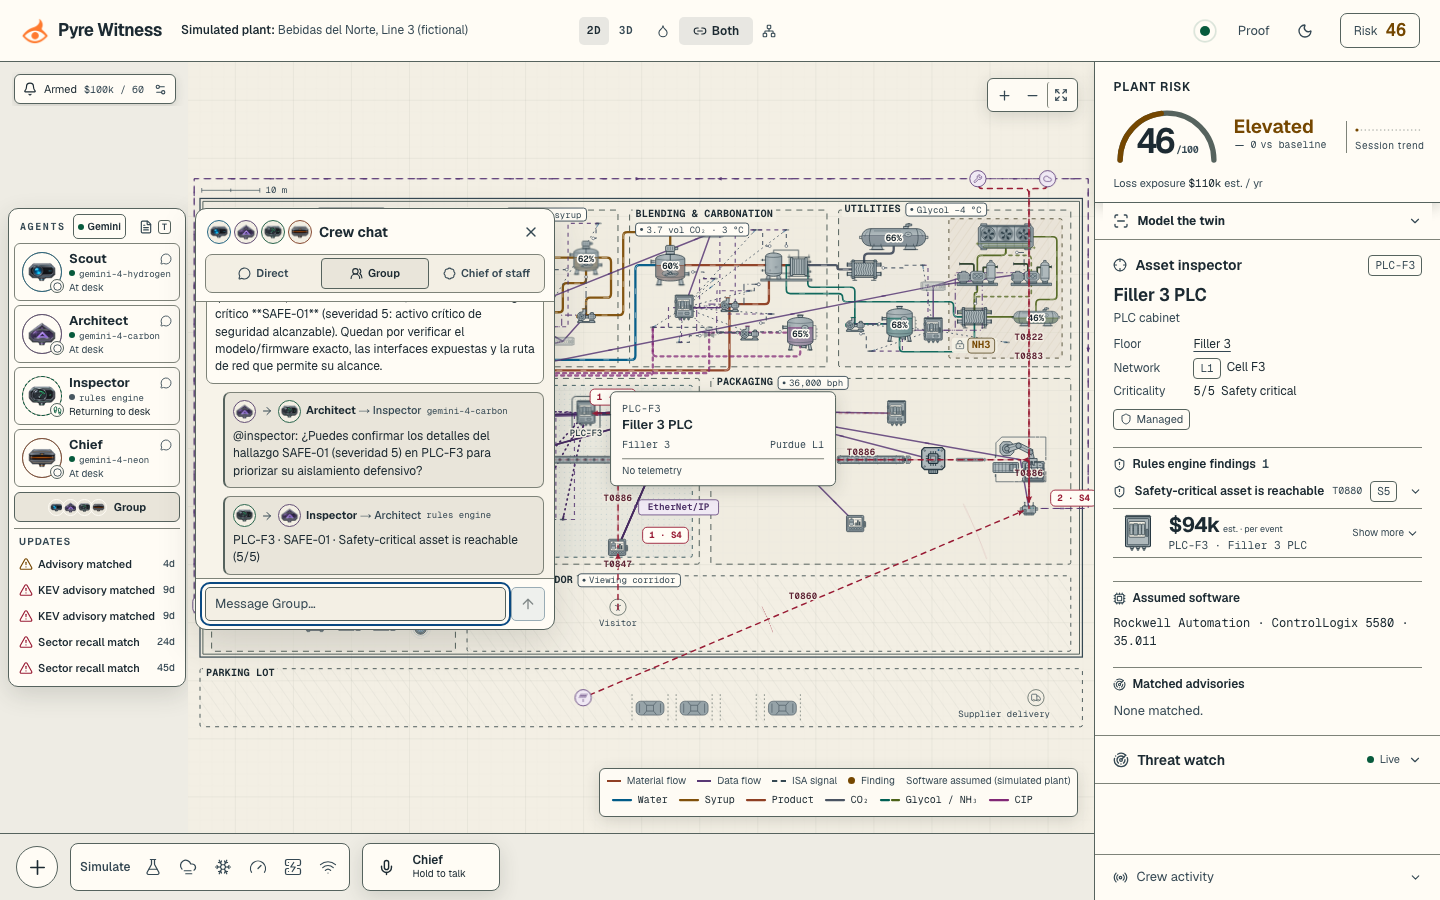 Pyre Witness
Simulated plant: Bebidas del Norte, Line 3 (fictional)
2D
3D
Both
Proof
Risk 46
Armed $100k / 60
AGENTS
Gemini
T
Scout
gemini-4-hydrogen
At desk
Architect
gemini-4-carbon
At desk
Inspector
rules engine
Returning to desk
Chief
gemini-4-neon
At desk
Group
UPDATES
Advisory matched 4d
KEV advisory matched 9d
KEV advisory matched 9d
Sector recall match 24d
Sector recall match 45d
Crew chat
Direct
Group
Chief of staff
crítico **SAFE-01** (severidad 5: activo crítico de
seguridad alcanzable). Quedan por verificar el
modelo/firmware exacto, las interfaces expuestas y la ruta
de red que permite su alcance.
Architect → Inspector gemini-4-carbon
@inspector: ¿Puedes confirmar los detalles del
hallazgo SAFE-01 (severidad 5) en PLC-F3 para
priorizar su aislamiento defensivo?
Inspector → Architect rules engine
PLC-F3 · SAFE-01 · Safety-critical asset is reachable
(5/5)
Message Group...
10 m
syrup
BLENDING & CARBONATION
3.7 vol CO₂ · 3 °C
UTILITIES
Glycol −4 °C
62%
60%
65%
66%
68%
46%
NH3
T0822
T0883
PACKAGING
36,000 bph
1
PLC-F3
PLC-F3
Filler 3 PLC
Filler 3
Purdue L1
No telemetry
T0886
T0886
T0886
2 · S4
EtherNet/IP
1 · S4
T0847
DOR
Viewing corridor
Visitor
T0860
PARKING LOT
Supplier delivery
Material flow
Data flow
ISA signal
Finding
Software assumed (simulated plant)
Water
Syrup
Product
CO₂
Glycol / NH₃
CIP
Simulate
Chief
Hold to talk
PLANT RISK
46 /100
Elevated
— 0 vs baseline
Session trend
Loss exposure $110k est. / yr
Model the twin
Asset inspector
PLC-F3
Filler 3 PLC
PLC cabinet
Floor Filler 3
Network L1 Cell F3
Criticality 5/5 Safety critical
Managed
Rules engine findings 1
Safety-critical asset is reachable T0880 S5
$94k est. · per event
PLC-F3 · Filler 3 PLC
Show more
Assumed software
Rockwell Automation · ControlLogix 5580 ·
35.011
Matched advisories
None matched.
Threat watch
Live
Crew activity